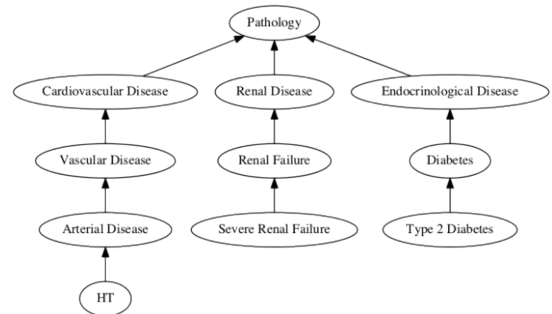 Pathology
Cardiovascular Disease
Renal Disease
Endocrinological Disease
Vascular Disease
Renal Failure
Diabetes
Arterial Disease
Severe Renal Failure
Type 2 Diabetes
HT